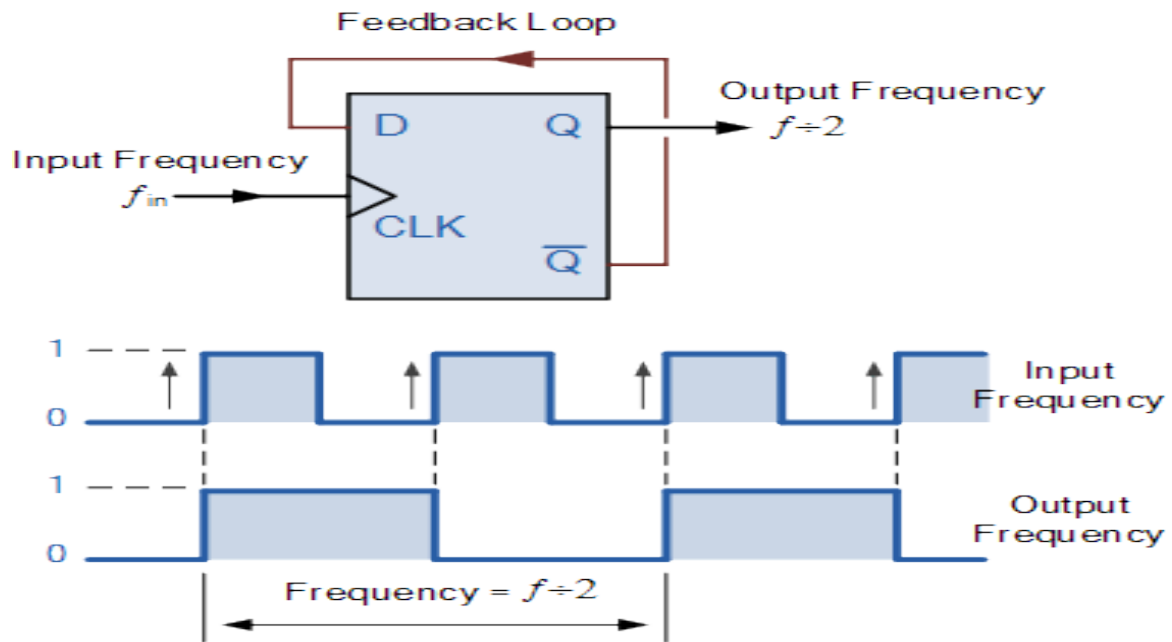 Feedback Loop
Output Frequency
f÷2
D
Q
Input Frequency
fin
CLK
Q̅
1
0
Input
Frequency
1
0
Output
Frequency
Frequency = f÷2